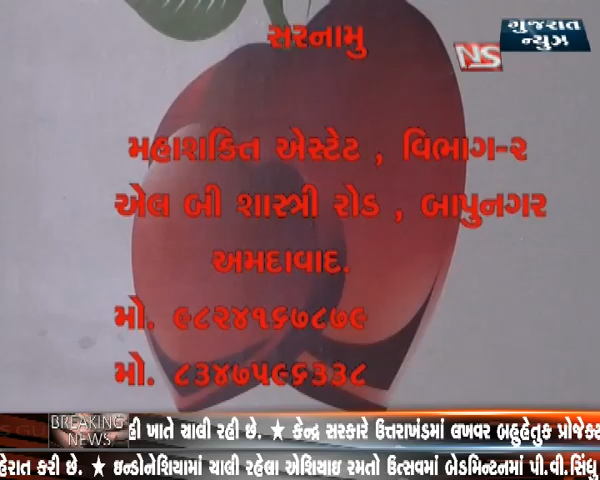 સરનામુ
ગુજરાત
ન્યુઝ
NS
મહાશકિત એસ્ટેટ , વિભાગ-૨
એલ બી શાસ્ત્રી રોડ , બાપુનગર
અમદાવાદ.
મો. ૯૮૨૪૧૬૭૮૭૯
મો. ૮૩૪૭૫૯૬૩૩૮
BREAKING NEWS
હી ખાતે ચાલી રહી છે. ★ કેન્દ્ર સરકારે ઉત્તરાખંડમાં લખવર બહુહેતુક પ્રોજેક્ટ
હેરાત કરી છે. ★ ઇન્ડોનેશિયામાં ચાલી રહેલા એશિયાઇ રમતો ઉત્સવમાં બેડમિન્ટનમાં પી.વી.સિંધુ